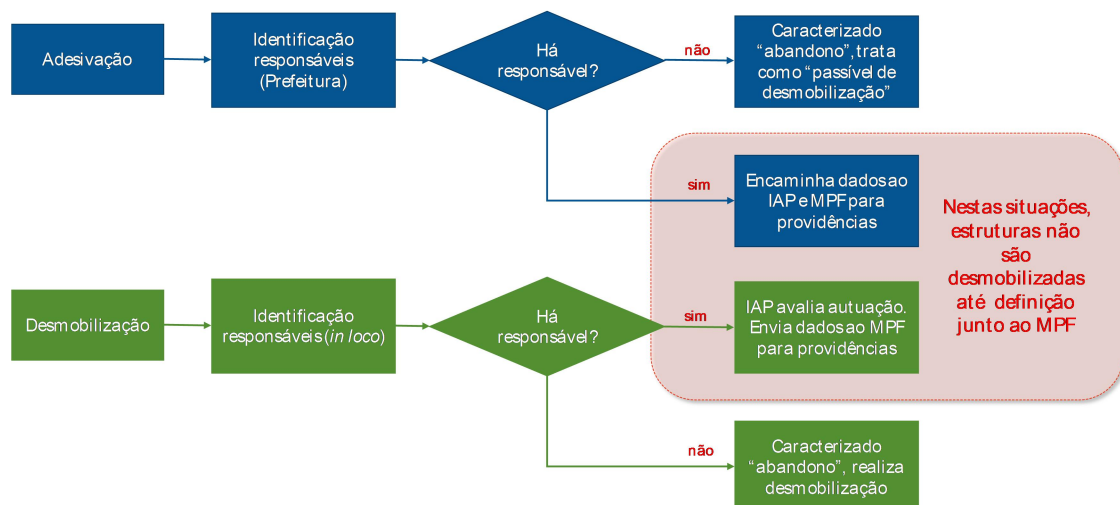 Adesivação
Identificação
responsáveis
(Prefeitura)
Há
responsável?
não
Caracterizado
“abandono”, trata
como “passível de
desmobilização”
sim
Encaminha dados ao
IAP e MPF para
providências
Nestas situações,
estruturas não
são
desmobilizadas
até definição
junto ao MPF
Desmobilização
Identificação
responsáveis (in loco)
Há
responsável?
sim
IAP avalia autuação.
Envia dados ao MPF
para providências
não
Caracterizado
“abandono”, realiza
desmobilização